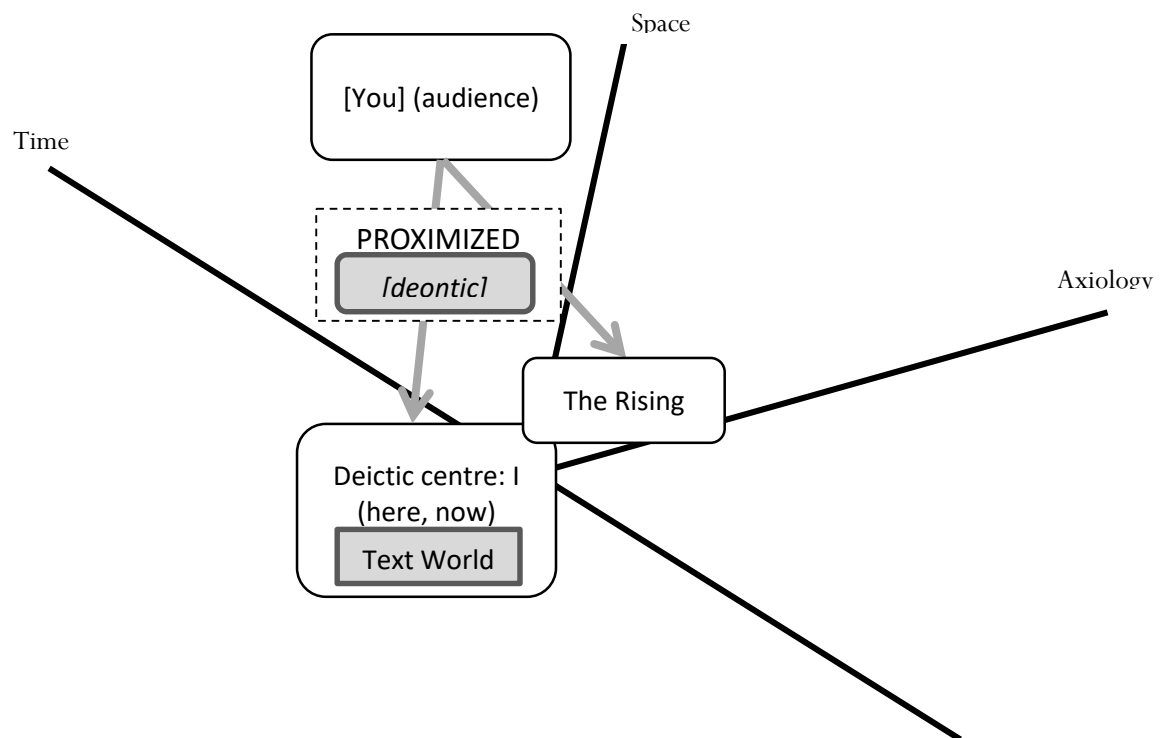 Space
[You] (audience)
Time
PROXIMIZED
[deontic]
Axiology
The Rising
Deictic centre: I
(here, now)
Text World